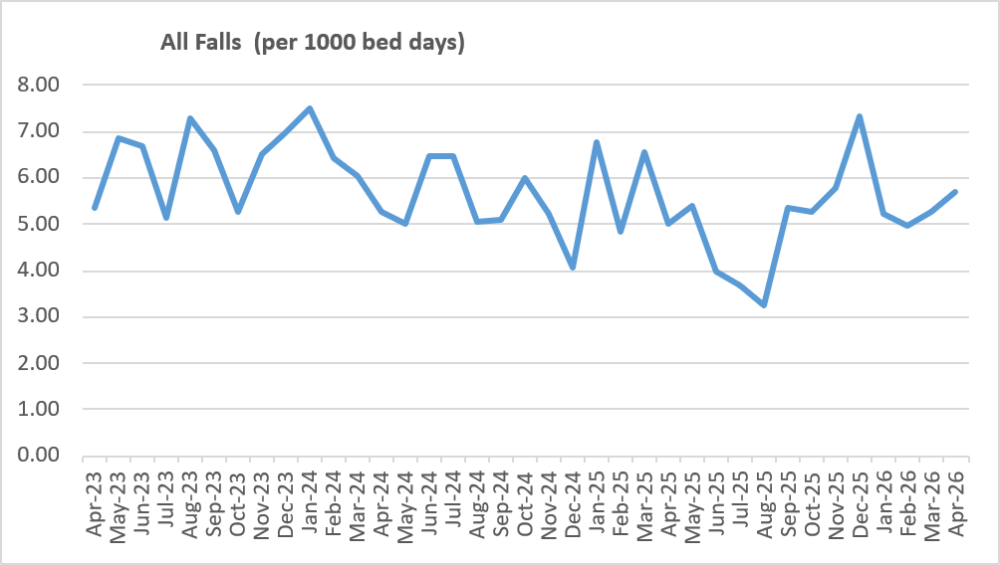 All Falls  (per 1000 bed days)
8.00
7.00
6.00
5.00
4.00
3.00
2.00
1.00
0.00
Apr-23
May-23
Jun-23
Jul-23
Aug-23
Sep-23
Oct-23
Nov-23
Dec-23
Jan-24
Feb-24
Mar-24
Apr-24
May-24
Jun-24
Jul-24
Aug-24
Sep-24
Oct-24
Nov-24
Dec-24
Jan-25
Feb-25
Mar-25
Apr-25
May-25
Jun-25
Jul-25
Aug-25
Sep-25
Oct-25
Nov-25
Dec-25
Jan-26
Feb-26
Mar-26
Apr-26